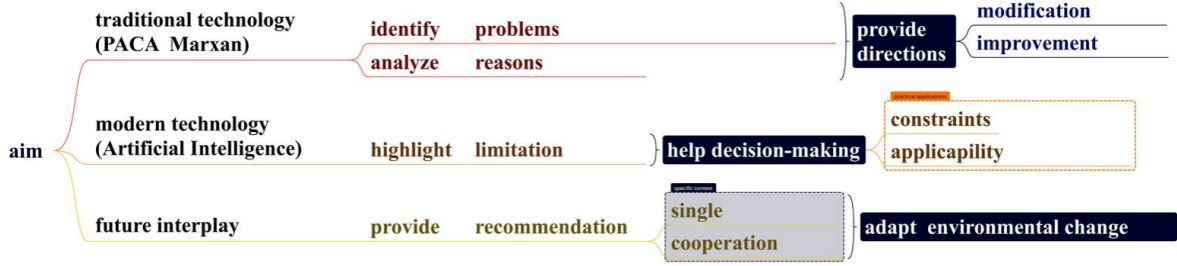 aim
traditional technology
(PACA Marxan)
identify problems
analyze reasons
provide
directions
modification
improvement
modern technology
(Artificial Intelligence)
highlight limitation
help decision-making
practical applications
constraints
applicapility
future interplay
provide recommendation
specific context
single
cooperation
adapt environmental change